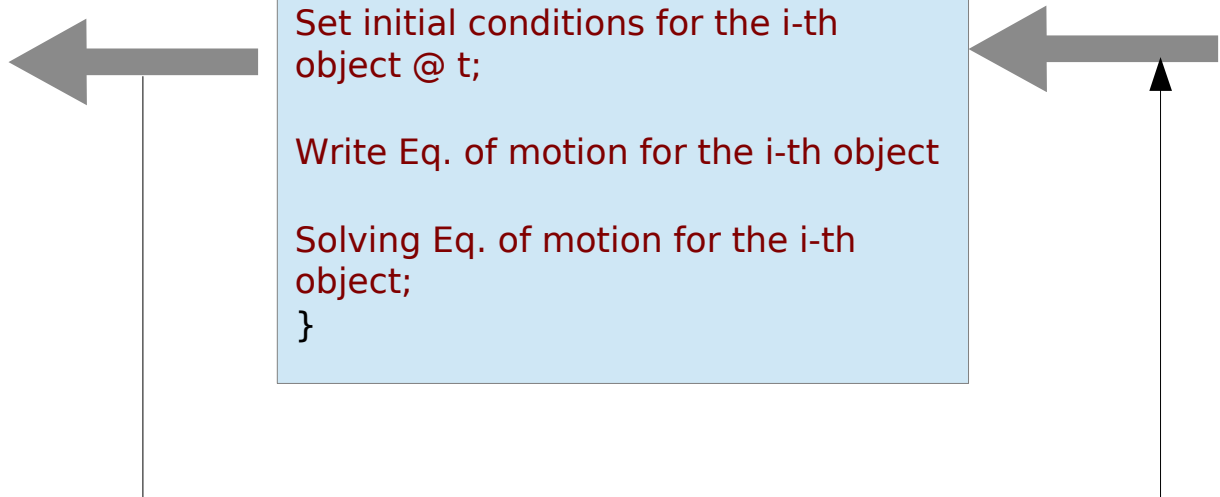 Set initial conditions for the i-th
object @ t;
Write Eq. of motion for the i-th object
Solving Eq. of motion for the i-th
object;
}